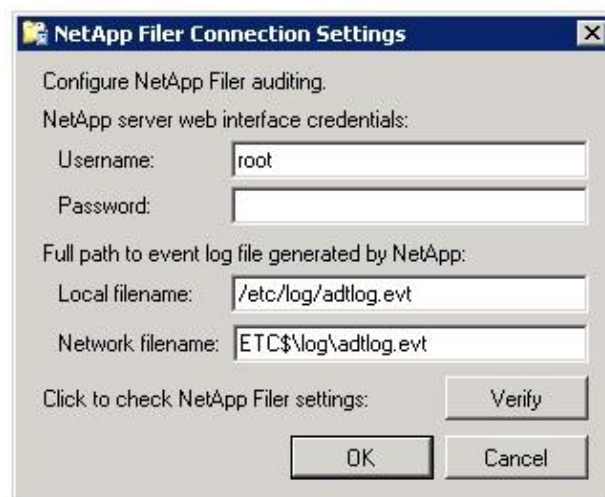 NetApp Filer Connection Settings
Configure NetApp Filer auditing.
NetApp server web interface credentials:
Username: root
Password:
Full path to event log file generated by NetApp:
Local filename: /etc/log/adtlog.evt
Network filename: ETC$\log\adtlog.evt
Click to check NetApp Filer settings: Verify
OK Cancel